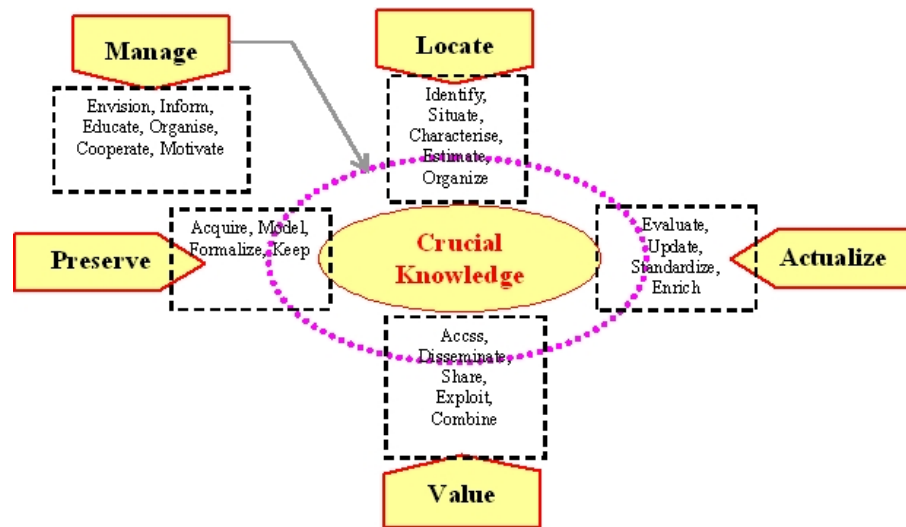 Manage
Envision, Inform,
Educate, Organise,
Cooperate, Motivate
Locate
Identify,
Situate,
Characterise,
Estimate,
Organize
Preserve
Acquire, Model,
Formalize, Keep
Crucial
Knowledge
Evaluate,
Update,
Standardize,
Enrich
Actualize
Accss,
Disseminate,
Share,
Exploit,
Combine
Value